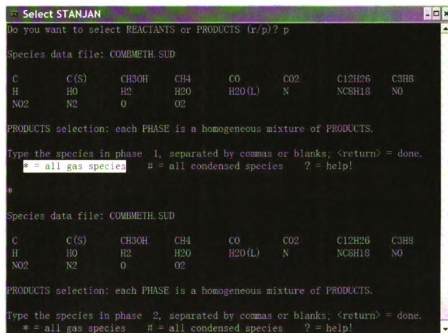 Select STANJAN
Do you want to select REACTANTS or PRODUCTS (r/p)? p
Species data file: COMBMETH.SUD
C C(S) CH3OH CH4 CO CO2 C12H26 C3H8
H HO H2 H2O H2O(L) N NC8H18 NO
NO2 N2 O O2
PRODUCTS selection: each PHASE is a homogeneous mixture of PRODUCTS.
Type the species in phase 1, separated by commas or blanks; <return> = done.
* = all gas species # = all condensed species ? = help!
*
Species data file: COMBMETH.SUD
C C(S) CH3OH CH4 CO CO2 C12H26 C3H8
H HO H2 H2O H2O(L) N NC8H18 NO
NO2 N2 O O2
PRODUCTS selection: each PHASE is a homogeneous mixture of PRODUCTS.
Type the species in phase 2, separated by commas or blanks; <return> = done.
* = all gas species # = all condensed species ? = help!